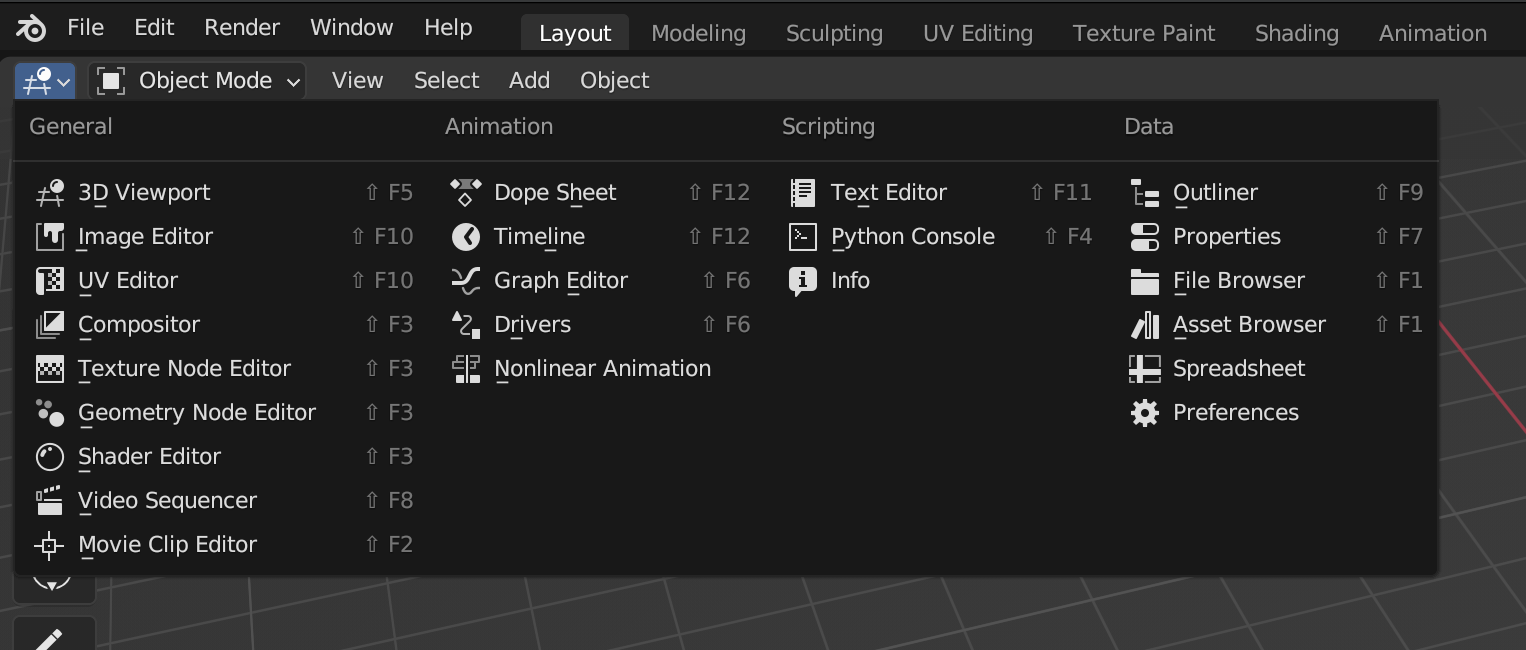 File Edit Render Window Help Layout Modeling Sculpting UV Editing Texture Paint Shading Animation
Object Mode View Select Add Object
General Animation Scripting Data
3D Viewport ⇧ F5 Dope Sheet ⇧ F12 Text Editor ⇧ F11 Outliner ⇧ F9
Image Editor ⇧ F10 Timeline ⇧ F12 Python Console ⇧ F4 Properties ⇧ F7
UV Editor ⇧ F10 Graph Editor ⇧ F6 Info File Browser ⇧ F1
Compositor ⇧ F3 Drivers ⇧ F6 Asset Browser ⇧ F1
Texture Node Editor ⇧ F3 Nonlinear Animation Spreadsheet
Geometry Node Editor ⇧ F3 Preferences
Shader Editor ⇧ F3
Video Sequencer ⇧ F8
Movie Clip Editor ⇧ F2